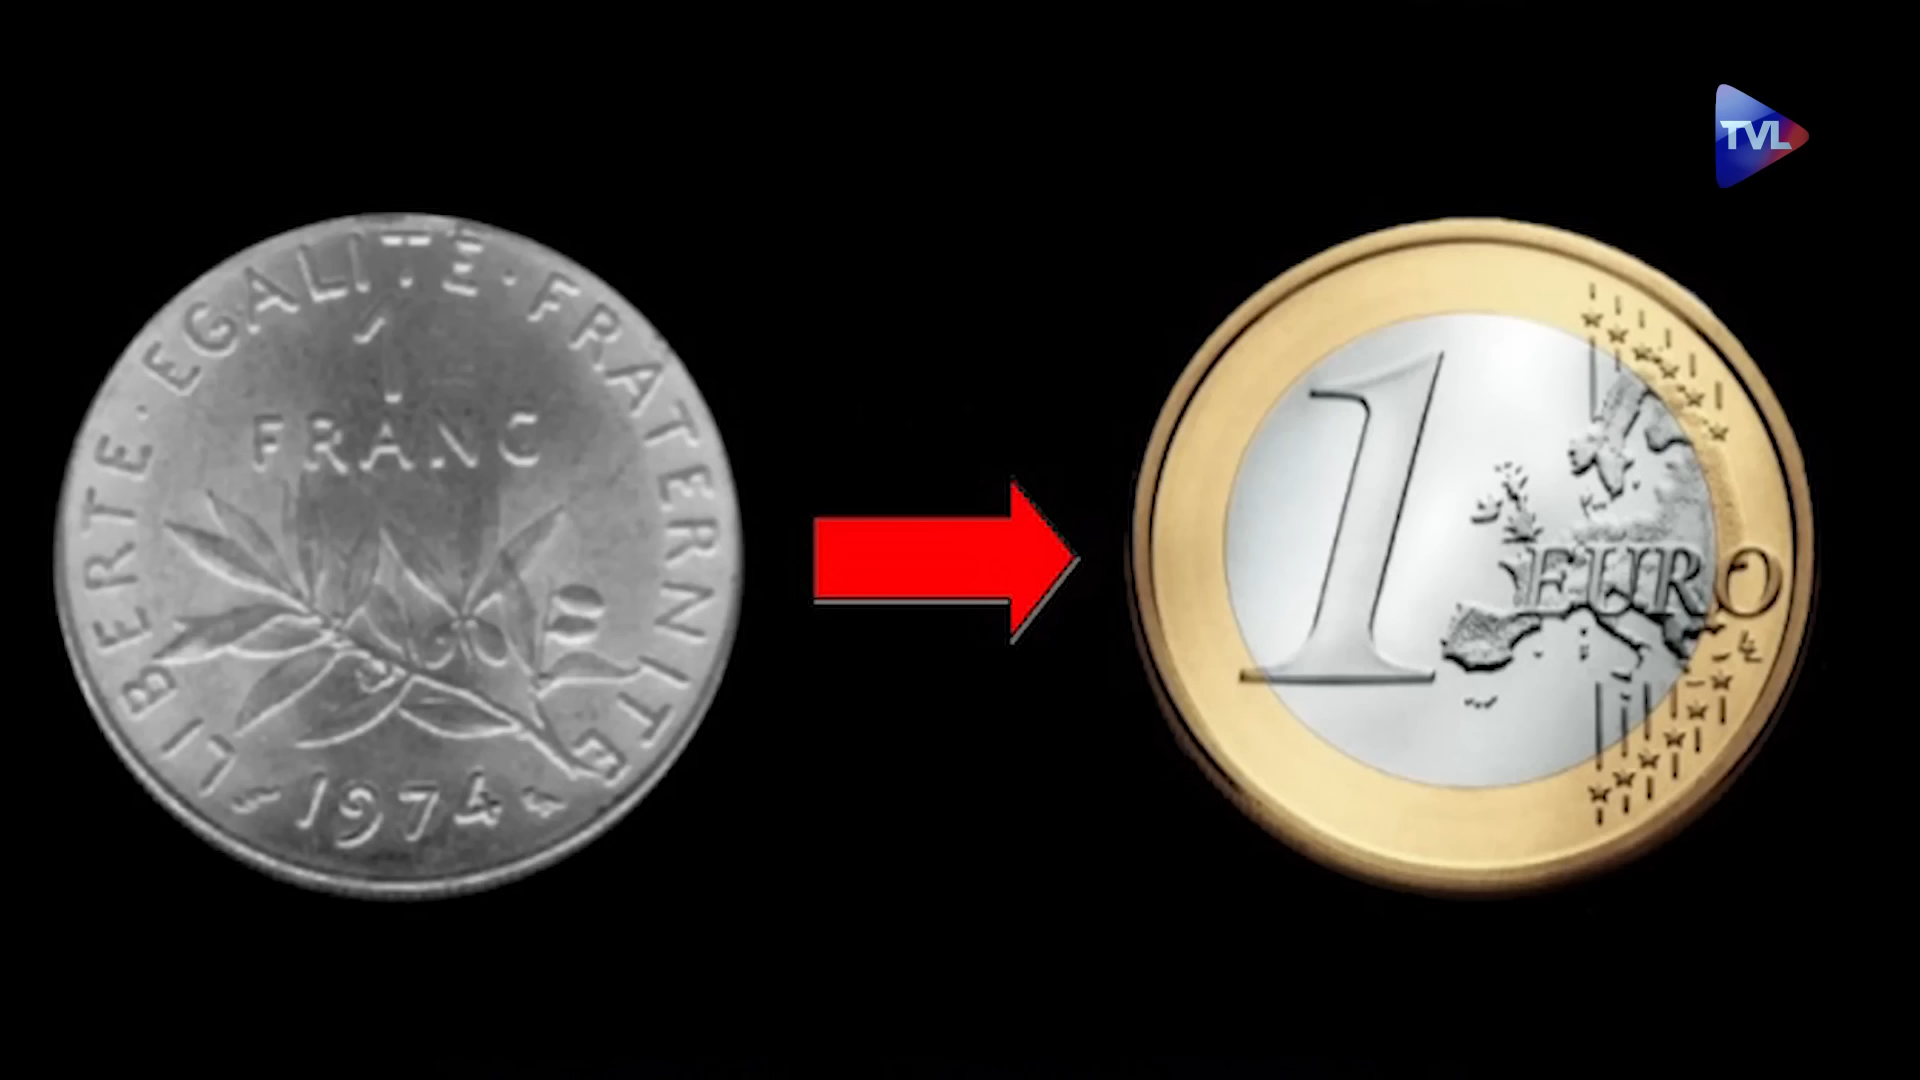 TVL
LIBERTE · EGALITE · FRATERNITE
1
FRANC
1974
1
EURO